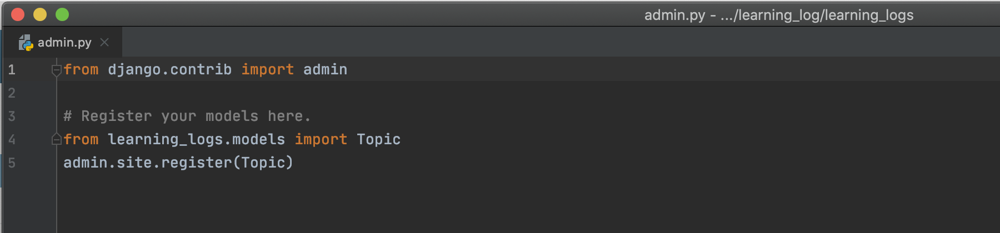 admin.py - .../learning_log/learning_logs
admin.py
1 from django.contrib import admin
2
3 # Register your models here.
4 from learning_logs.models import Topic
5 admin.site.register(Topic)